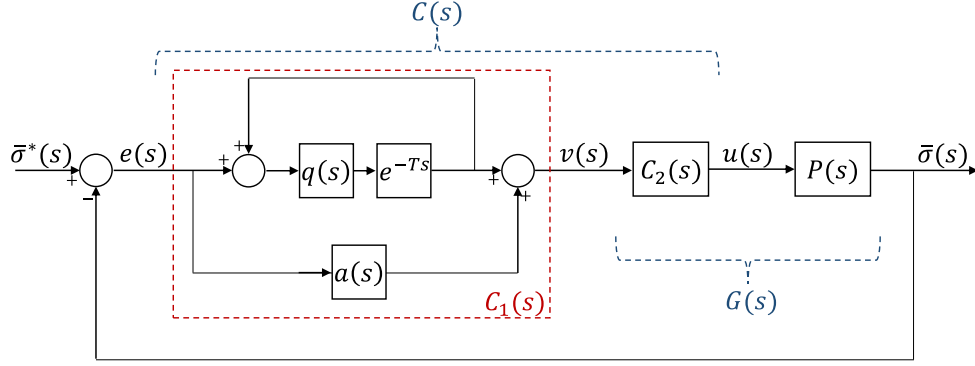 C(s)
σ̅*(s)
e(s)
+
+
q(s)
e^{-Ts}
v(s)
C₂(s)
u(s)
P(s)
σ̅(s)
+
−
+
+
a(s)
C₁(s)
G(s)